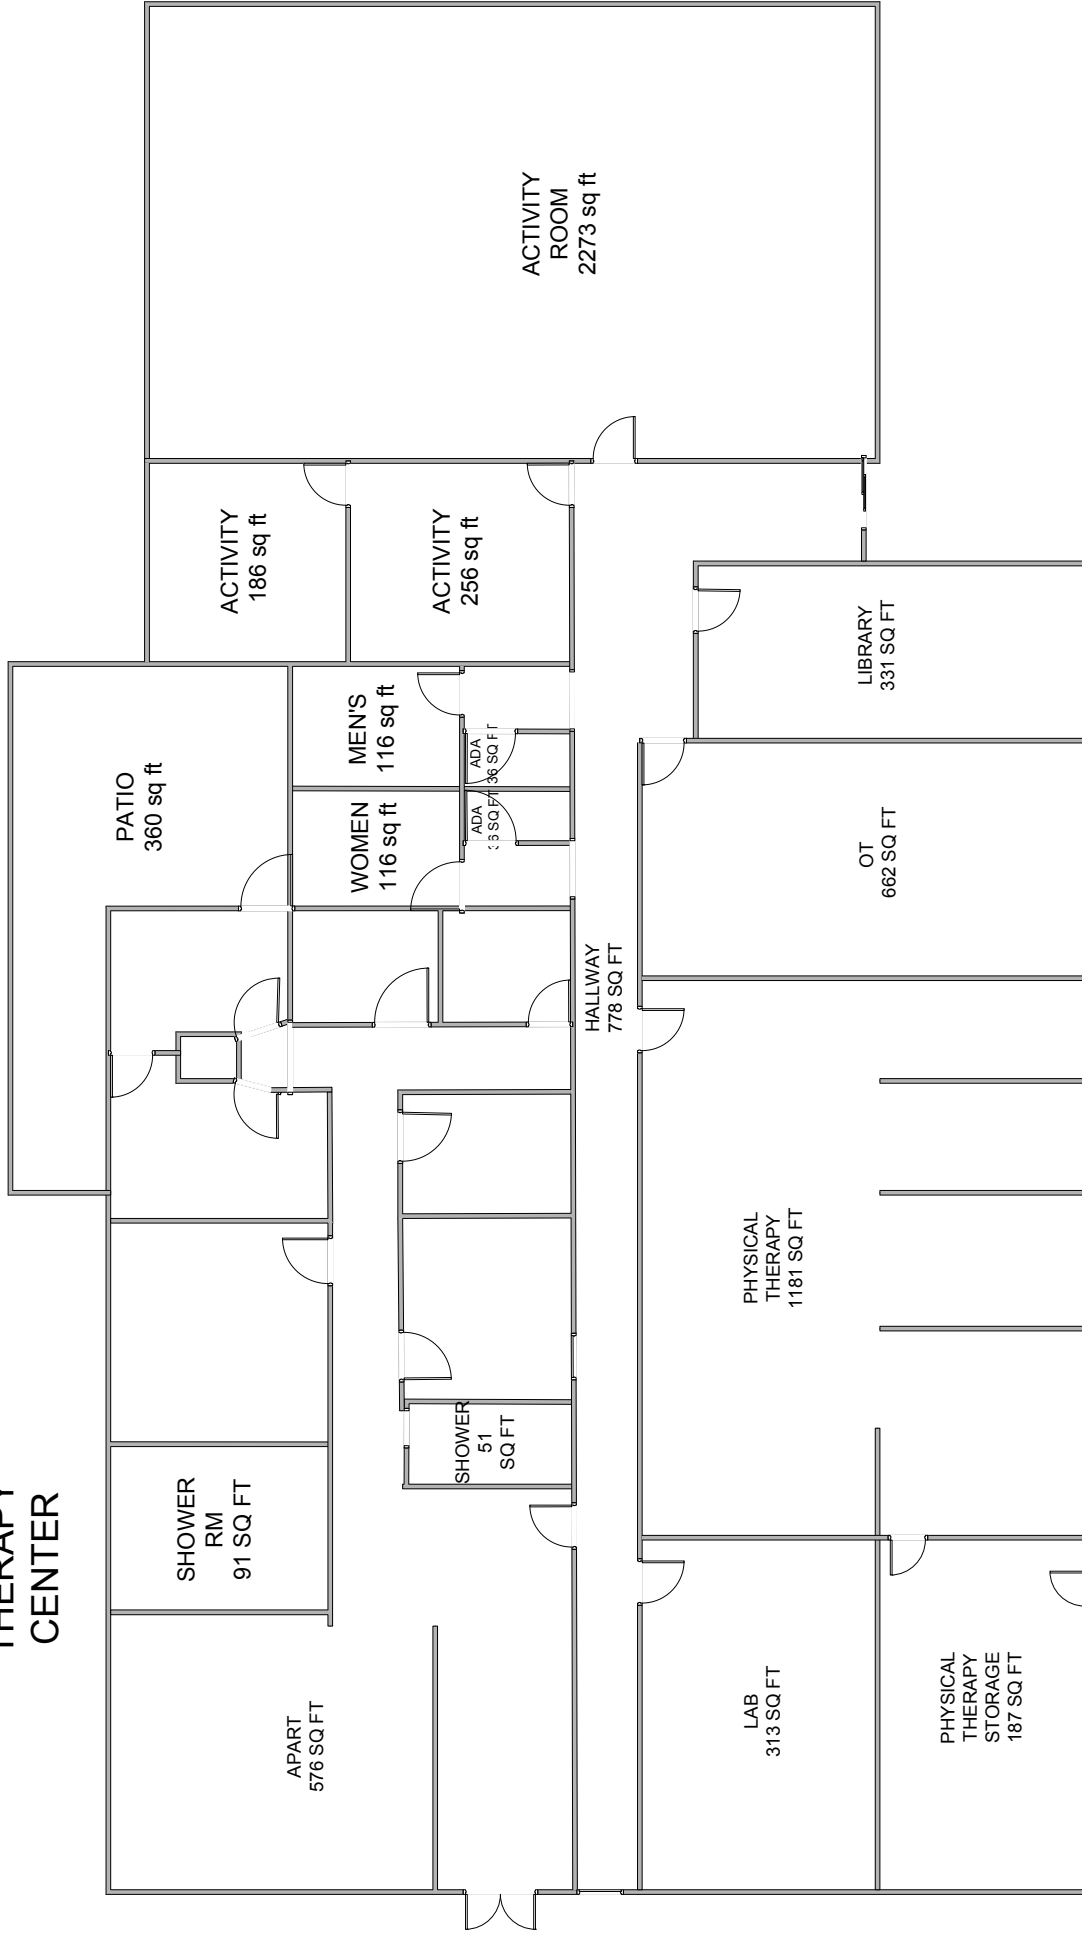 THERAPY
CENTER
ACTIVITY
ROOM
2273 sq ft
ACTIVITY
186 sq ft
ACTIVITY
256 sq ft
PATIO
360 sq ft
MEN'S
116 sq ft
WOMEN
116 sq ft
ADA
36 SQ FT
ADA
36 SQ FT
LIBRARY
331 SQ FT
OT
662 SQ FT
HALLWAY
778 SQ FT
PHYSICAL
THERAPY
1181 SQ FT
SHOWER
51
SQ FT
SHOWER
RM
91 SQ FT
APART
576 SQ FT
LAB
313 SQ FT
PHYSICAL
THERAPY
STORAGE
187 SQ FT